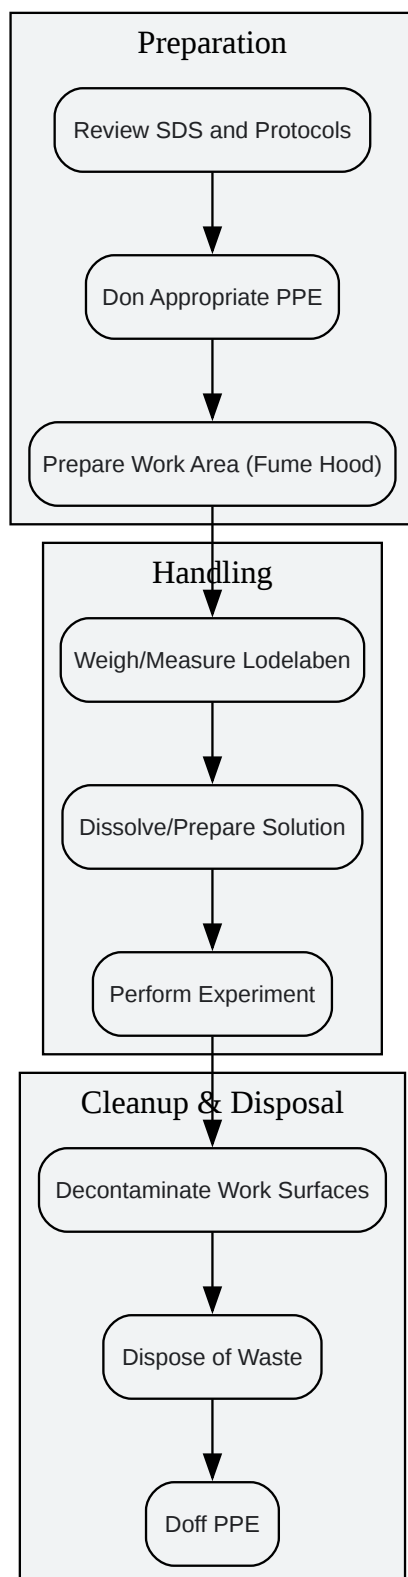 Preparation
Review SDS and Protocols
Don Appropriate PPE
Prepare Work Area (Fume Hood)
Handling
Weigh/Measure Lodelaben
Dissolve/Prepare Solution
Perform Experiment
Cleanup & Disposal
Decontaminate Work Surfaces
Dispose of Waste
Doff PPE